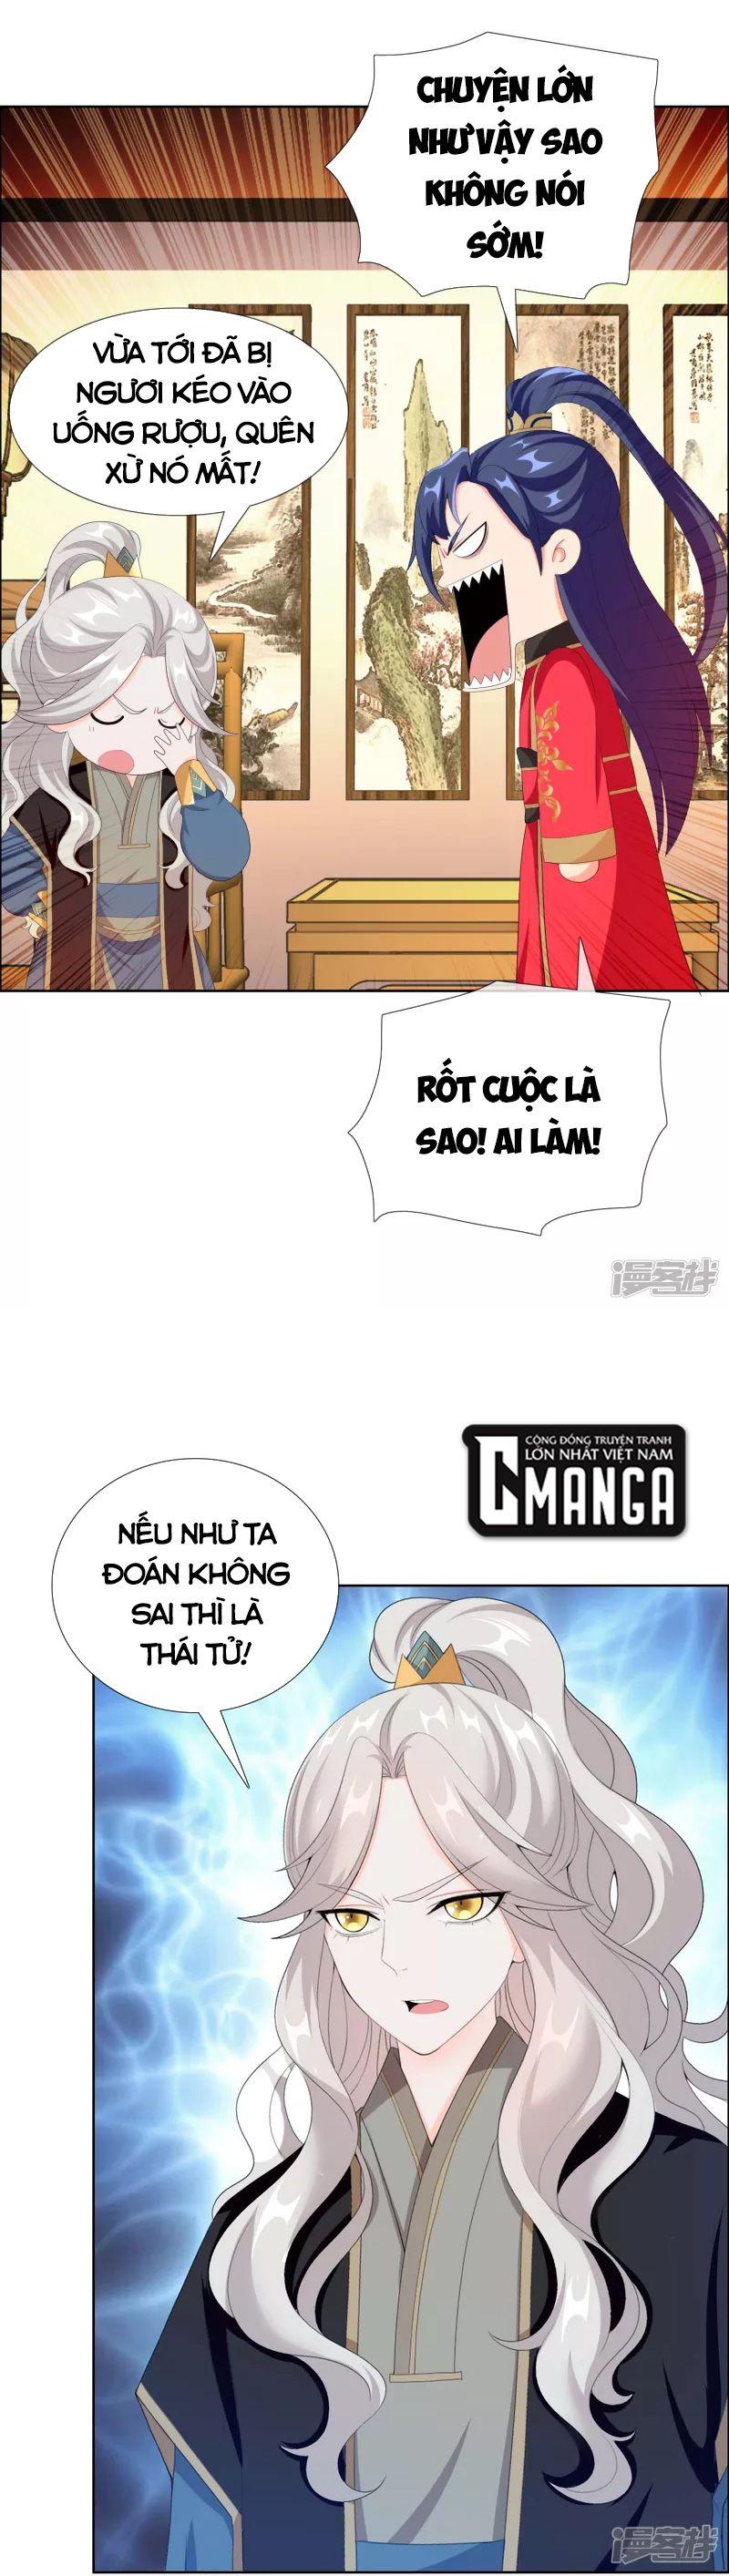 CHUYỆN LỚN
NHƯ VẬY SAO
KHÔNG NÓI
SỚM!
VỪA TỚI ĐÃ BỊ
NGƯƠI KÉO VÀO
UỐNG RƯỢU, QUÊN
XỪ NÓ MẤT!
RỐT CUỘC LÀ
SAO! AI LÀM!
漫客栈
CỘNG ĐỒNG TRUYỆN TRANH
LỚN NHẤT VIỆT NAM
CMANGA
NẾU NHƯ TA
ĐOÁN KHÔNG
SAI THÌ LÀ
THÁI TỬ!
漫客栈